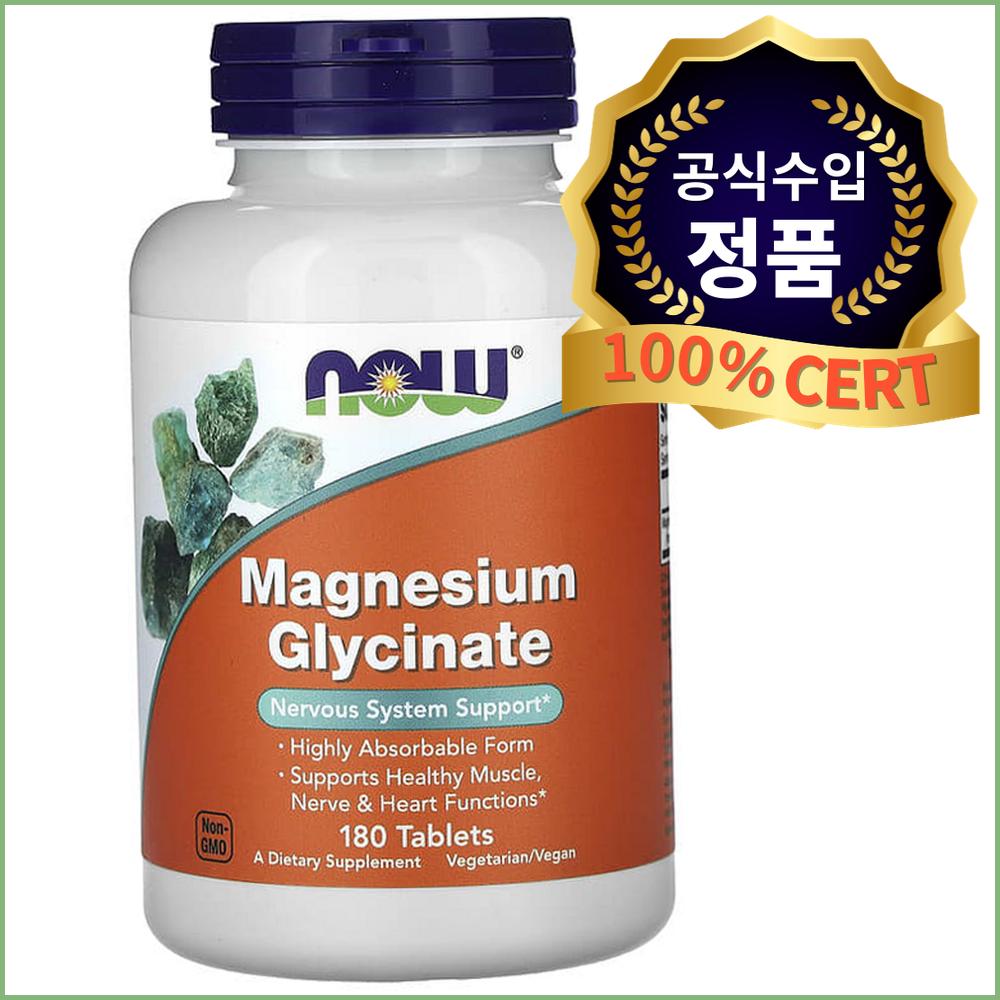 공식수입
정품
100% CERT
NOW®
Magnesium
Glycinate
Nervous System Support*
· Highly Absorbable Form
· Supports Healthy Muscle,
Nerve & Heart Functions*
180 Tablets
Non-
GMO
A Dietary Supplement Vegetarian/Vegan